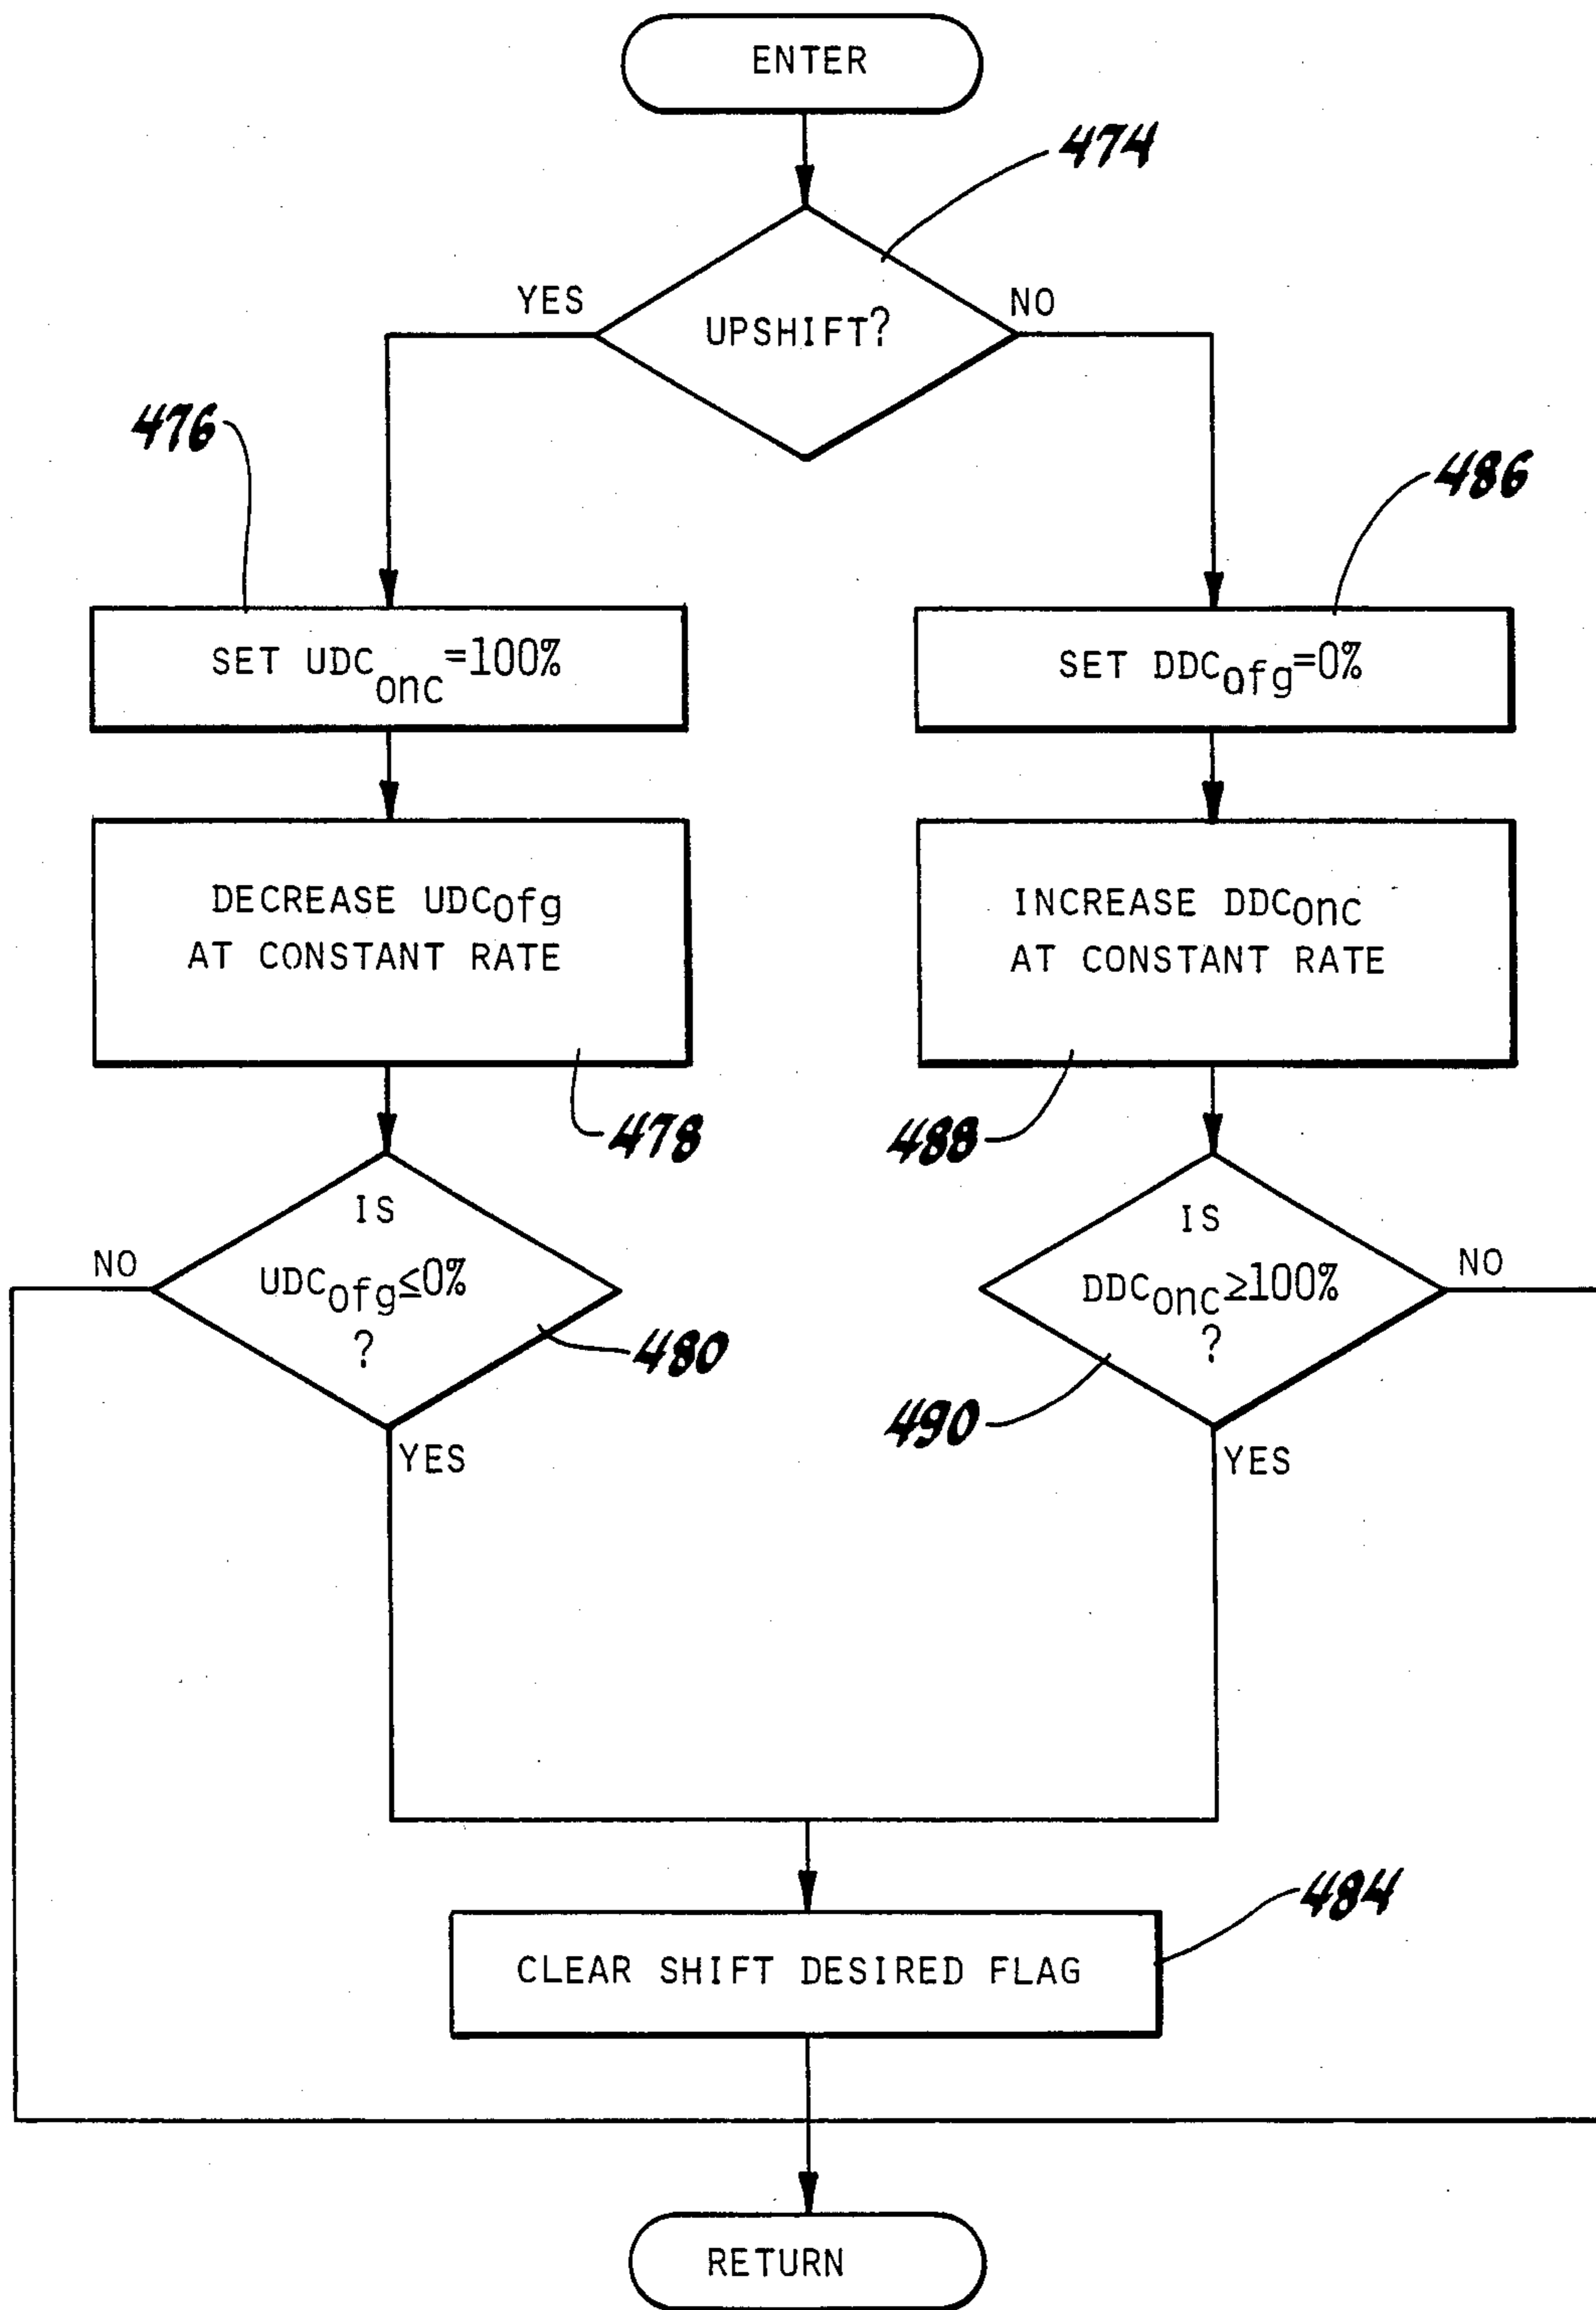 ENTER
474
YES
NO
UPSHIFT?
476
486
SET UDConc=100%
SET DDCofg=0%
DECREASE UDCofg
AT CONSTANT RATE
INCREASE DDConc
AT CONSTANT RATE
478
488
IS
UDCofg≤0%
?
NO
480
YES
IS
DDConc≥100%
?
NO
490
YES
484
CLEAR SHIFT DESIRED FLAG
RETURN